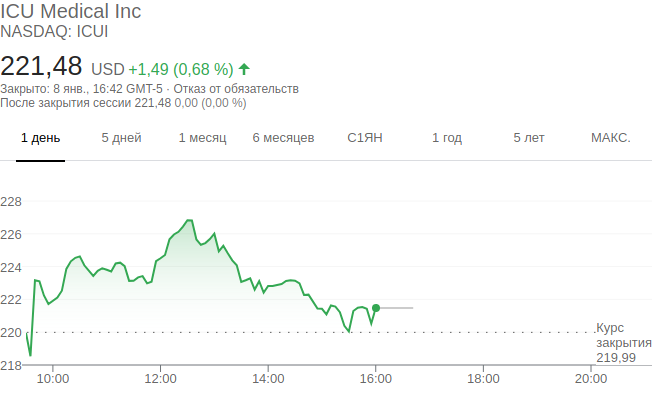 ICU Medical Inc
NASDAQ: ICUI
221,48 USD +1,49 (0,68 %)
Закрыто: 8 янв., 16:42 GMT-5 · Отказ от обязательств
После закрытия сессии 221,48 0,00 (0,00 %)
1 день 5 дней 1 месяц 6 месяцев С1ЯН 1 год 5 лет МАКС.
228
226
224
222
220
Курс
закрытия
219,99
218
10:00 12:00 14:00 16:00 18:00 20:00